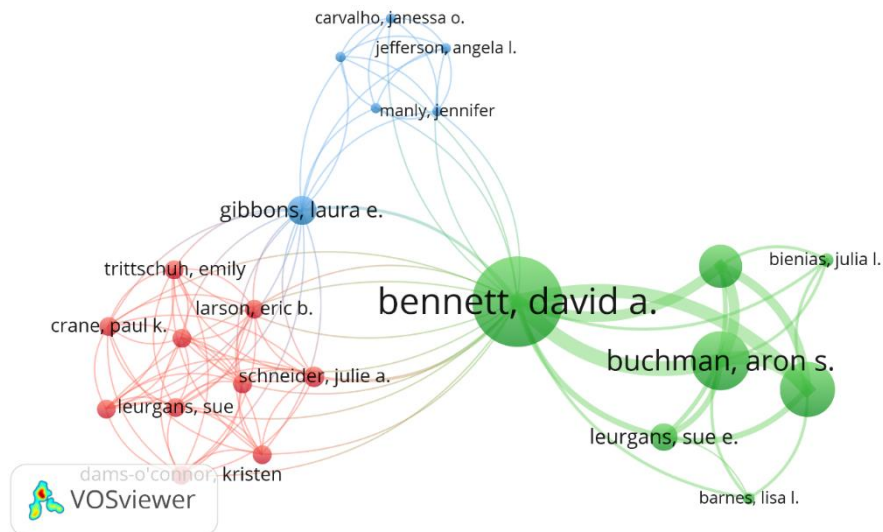 carvalho, janessa o.
jefferson, angela l.
manly, jennifer
gibbons, laura e.
trittschuh, emily
larson, eric b.
crane, paul k.
schneider, julie a.
leurgans, sue
dams-o'connor, kristen
bennett, david a.
bienias, julia l.
buchman, aron s.
leurgans, sue e.
barnes, lisa l.
VOSviewer